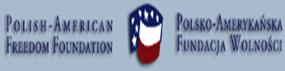 POLISH-AMERICAN
FREEDOM FOUNDATION
POLSKO-AMERYKAŃSKA
FUNDACJA WOLNOŚCI